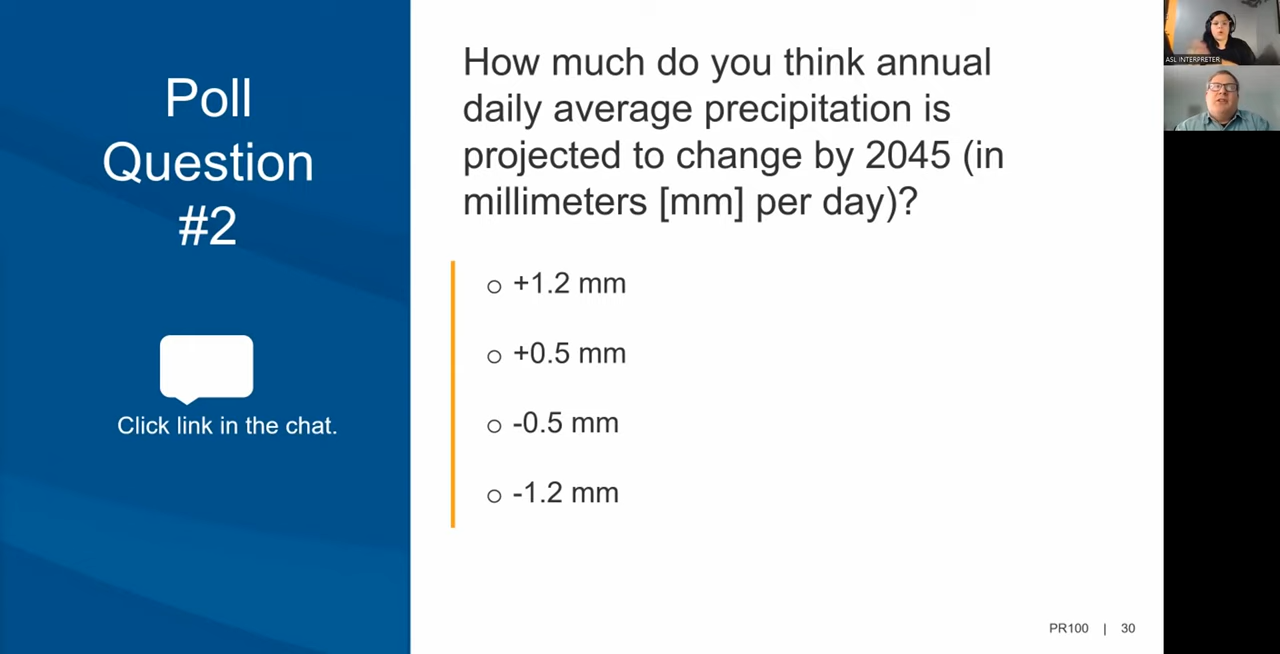 Poll
Question
#2
Click link in the chat.
How much do you think annual
daily average precipitation is
projected to change by 2045 (in
millimeters [mm] per day)?
+1.2 mm
+0.5 mm
-0.5 mm
-1.2 mm
PR100 | 30
ASL INTERPRETER